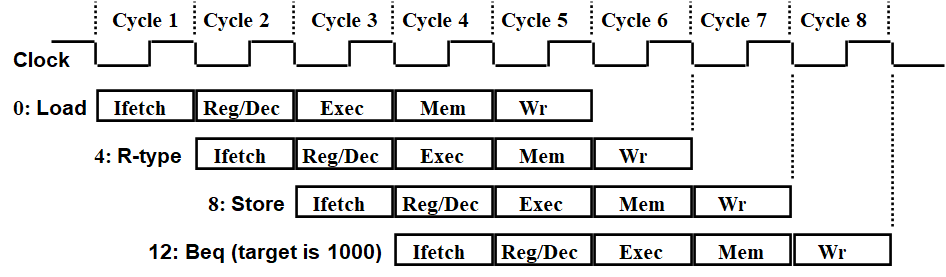 Cycle 1 Cycle 2 Cycle 3 Cycle 4 Cycle 5 Cycle 6 Cycle 7 Cycle 8
Clock
0: Load Ifetch Reg/Dec Exec Mem Wr
4: R-type Ifetch Reg/Dec Exec Mem Wr
8: Store Ifetch Reg/Dec Exec Mem Wr
12: Beq (target is 1000) Ifetch Reg/Dec Exec Mem Wr